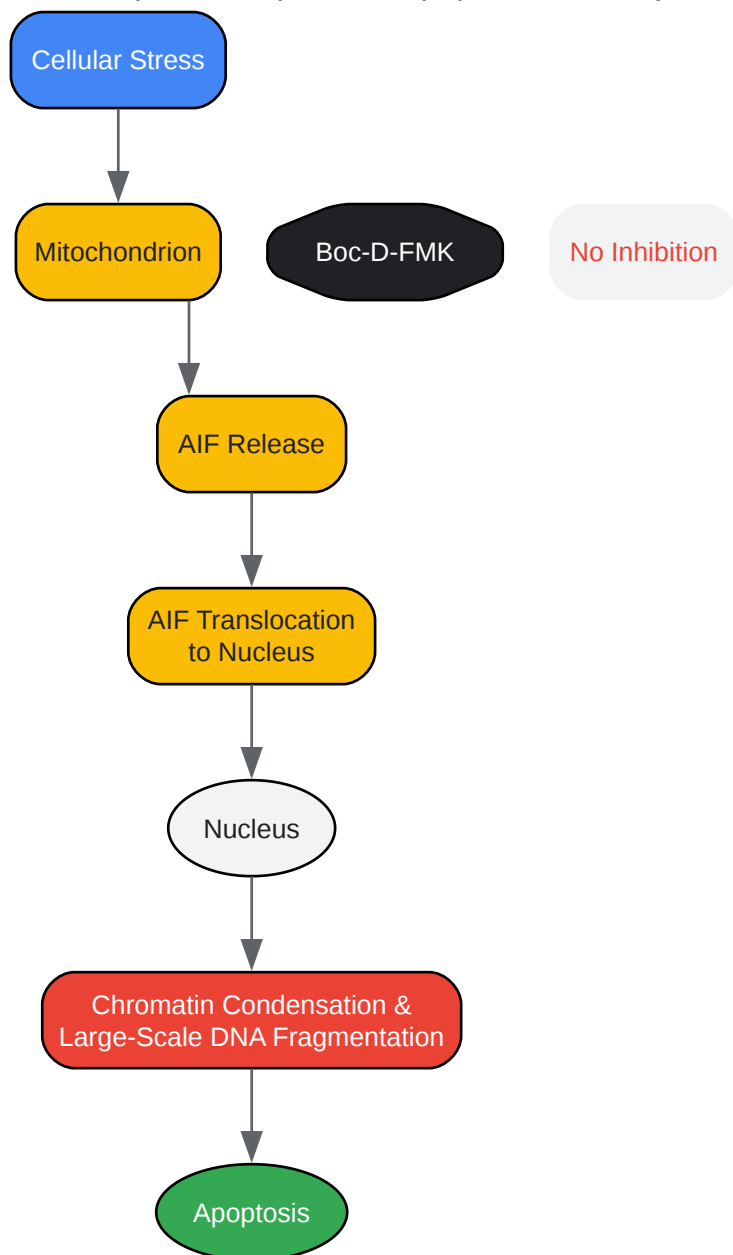 Cellular Stress
Mitochondrion
Boc-D-FMK
No Inhibition
AIF Release
AIF Translocation
to Nucleus
Nucleus
Chromatin Condensation &
Large-Scale DNA Fragmentation
Apoptosis